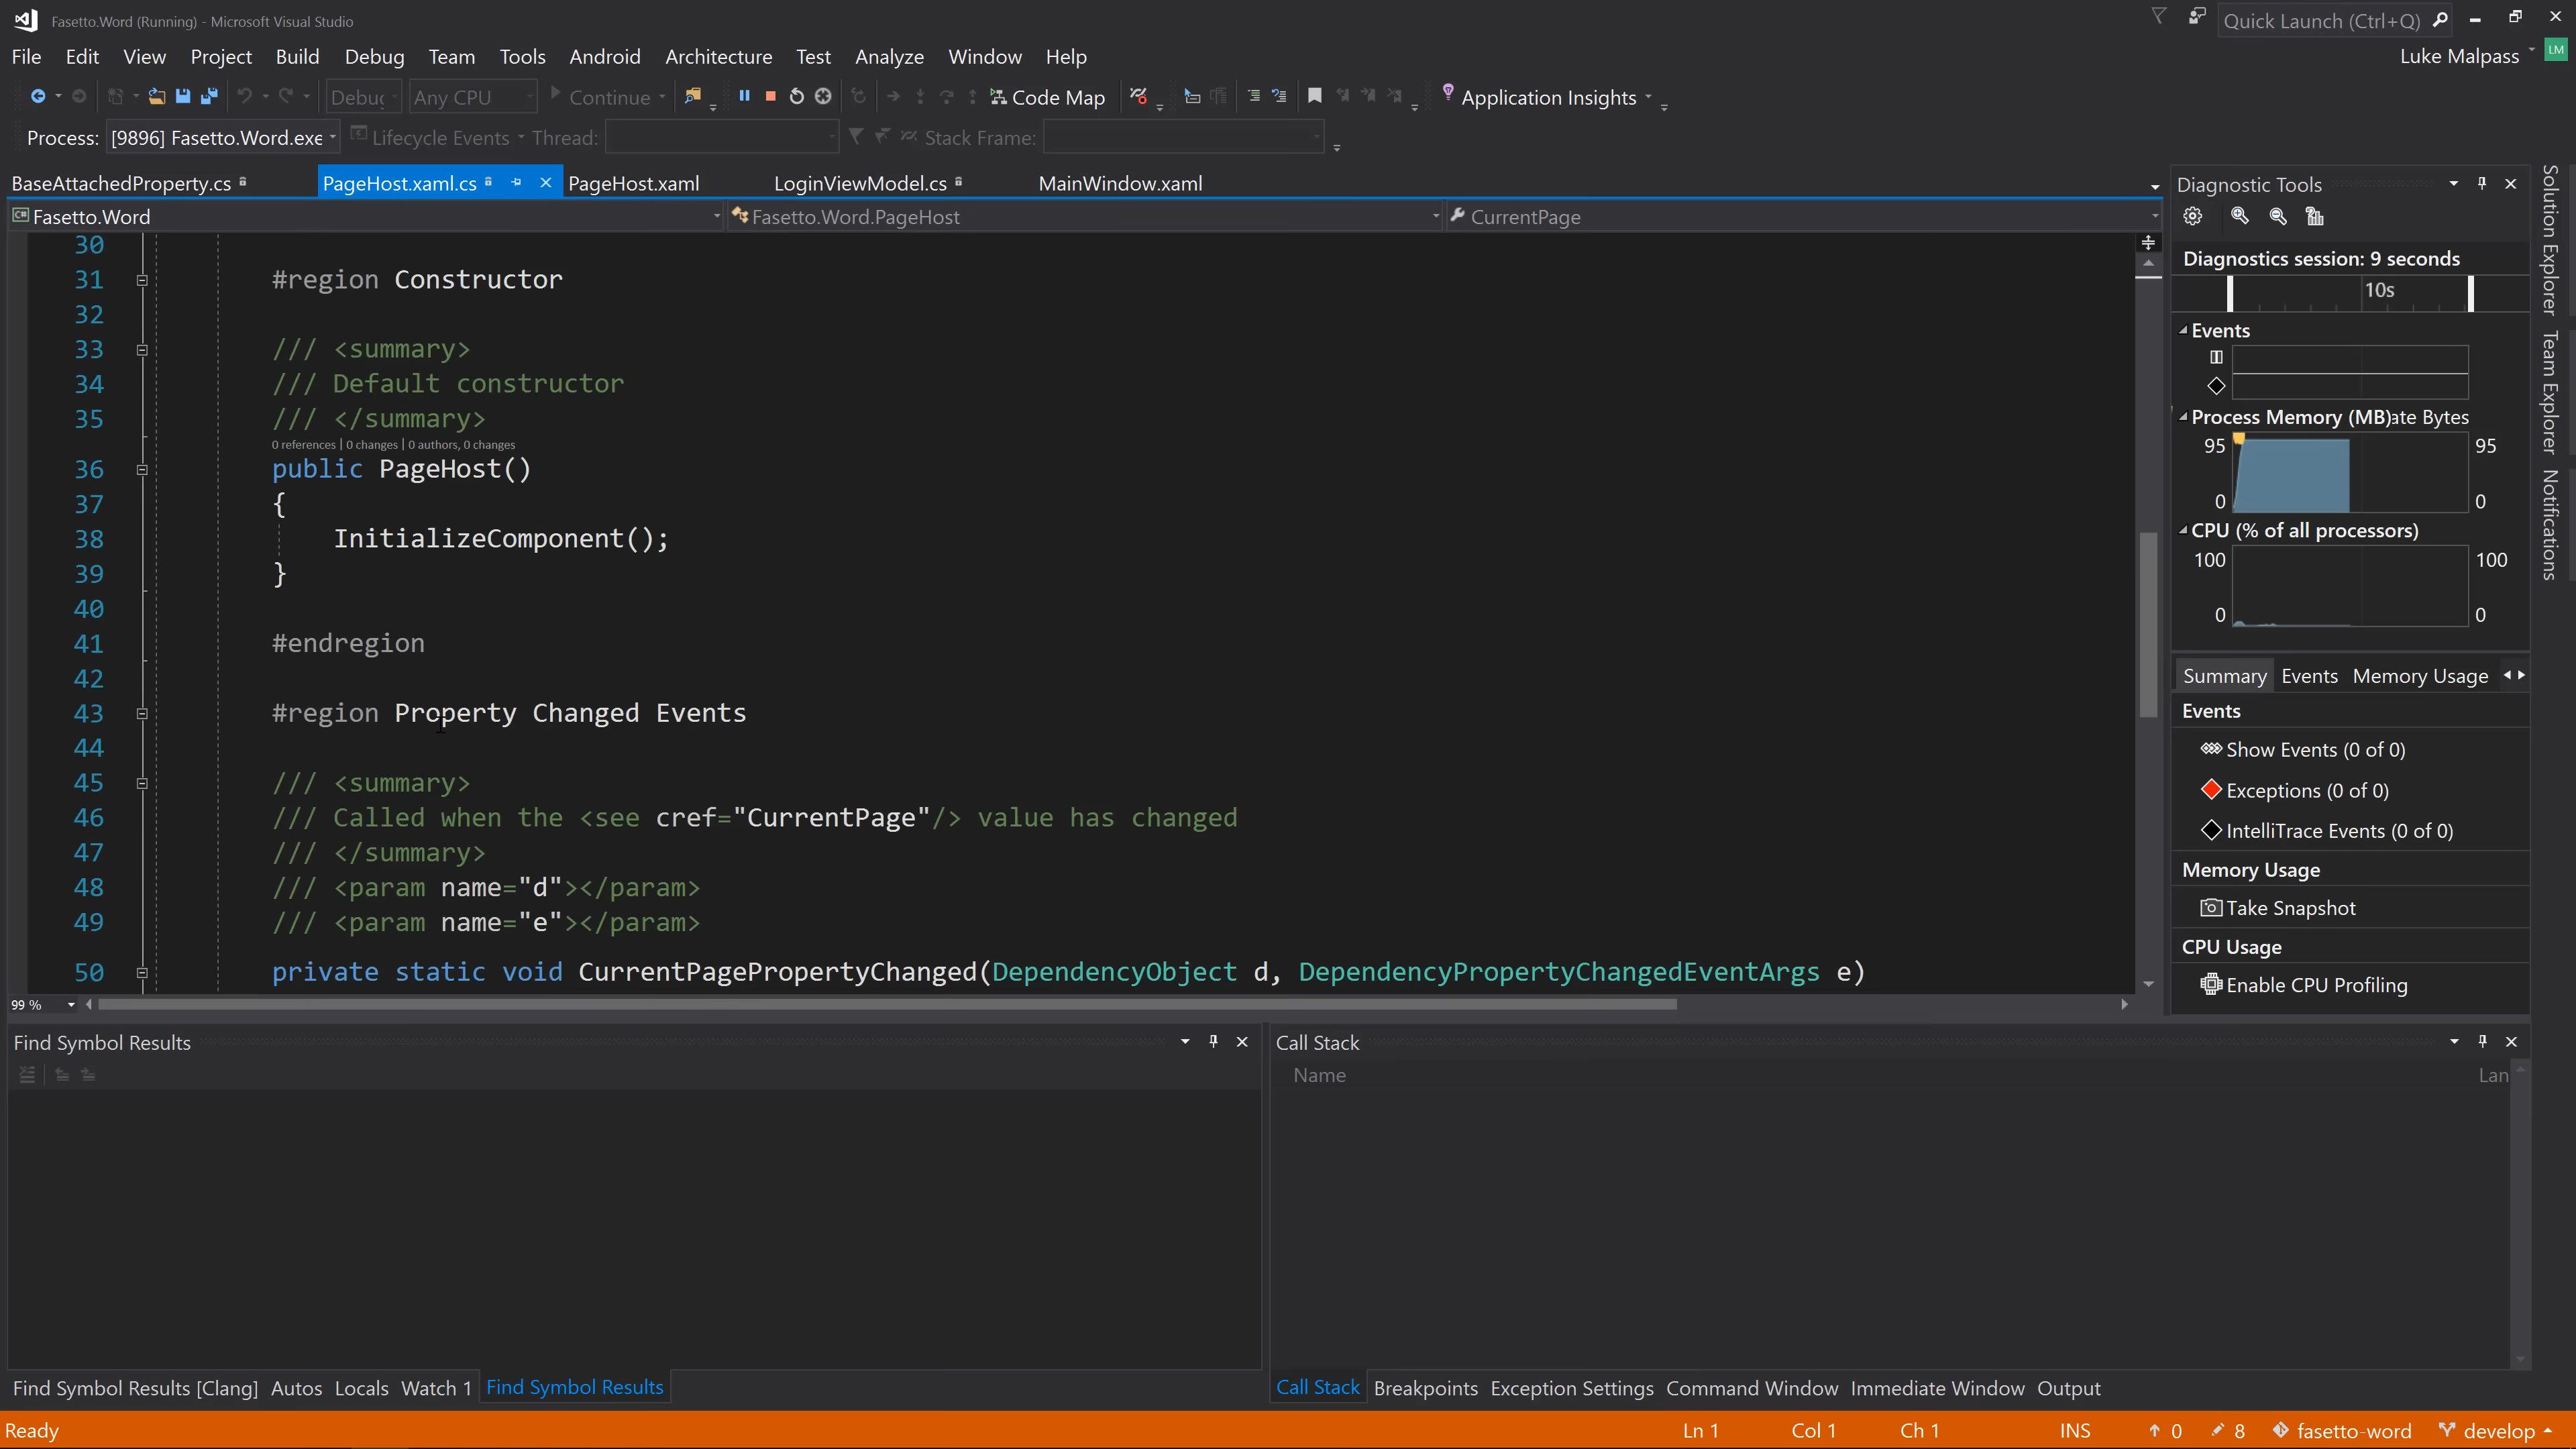 Fasetto.Word (Running) - Microsoft Visual Studio
Quick Launch (Ctrl+Q)
File Edit View Project Build Debug Team Tools Android Architecture Test Analyze Window Help
Luke Malpass LM
Debug Any CPU Continue Code Map Application Insights
Process: [9896] Fasetto.Word.exe Lifecycle Events Thread: Stack Frame:
BaseAttachedProperty.cs PageHost.xaml.cs PageHost.xaml LoginViewModel.cs MainWindow.xaml
Fasetto.Word Fasetto.Word.PageHost CurrentPage
30
31 #region Constructor
32
33 /// <summary>
34 /// Default constructor
35 /// </summary>
0 references | 0 changes | 0 authors, 0 changes
36 public PageHost()
37 {
38 InitializeComponent();
39 }
40
41 #endregion
42
43 #region Property Changed Events
44
45 /// <summary>
46 /// Called when the <see cref="CurrentPage"/> value has changed
47 /// </summary>
48 /// <param name="d"></param>
49 /// <param name="e"></param>
50 private static void CurrentPagePropertyChanged(DependencyObject d, DependencyPropertyChangedEventArgs e)
99 %
Diagnostic Tools
Diagnostics session: 9 seconds
10s
Events
Process Memory (MB)ate Bytes
95 95
0 0
CPU (% of all processors)
100 100
0 0
Summary Events Memory Usage
Events
Show Events (0 of 0)
Exceptions (0 of 0)
IntelliTrace Events (0 of 0)
Memory Usage
Take Snapshot
CPU Usage
Enable CPU Profiling
Solution Explorer
Team Explorer
Notifications
Find Symbol Results
Call Stack
Name Lan
Find Symbol Results [Clang] Autos Locals Watch 1 Find Symbol Results
Call Stack Breakpoints Exception Settings Command Window Immediate Window Output
Ready Ln 1 Col 1 Ch 1 INS 0 8 fasetto-word develop